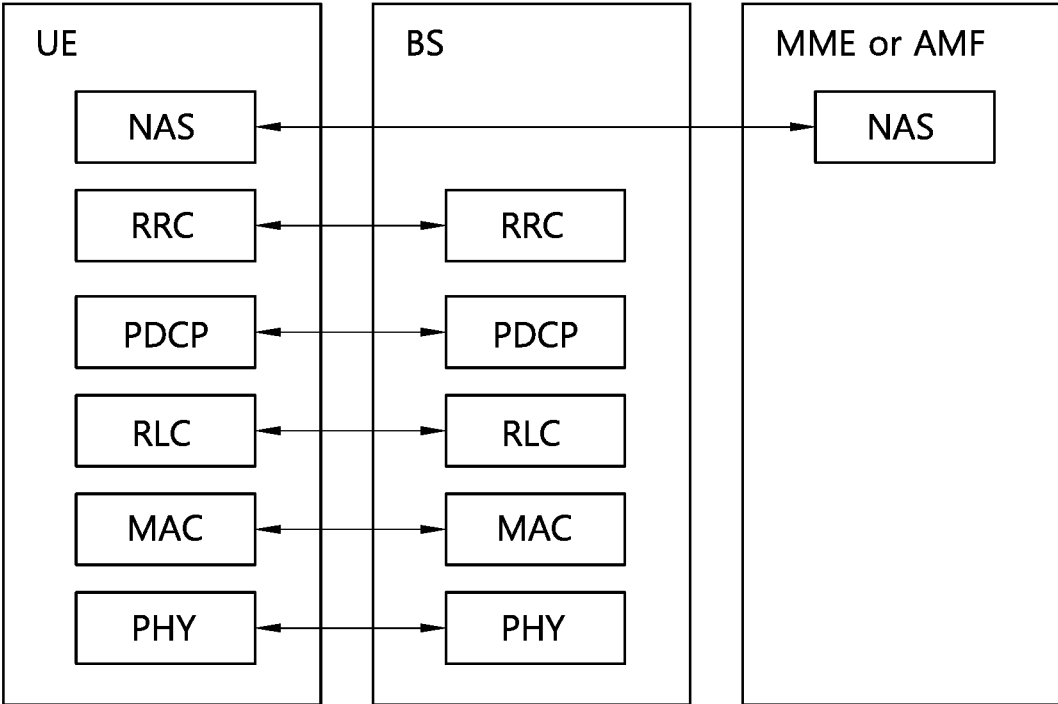 UE BS MME or AMF
NAS NAS
RRC RRC
PDCP PDCP
RLC RLC
MAC MAC
PHY PHY